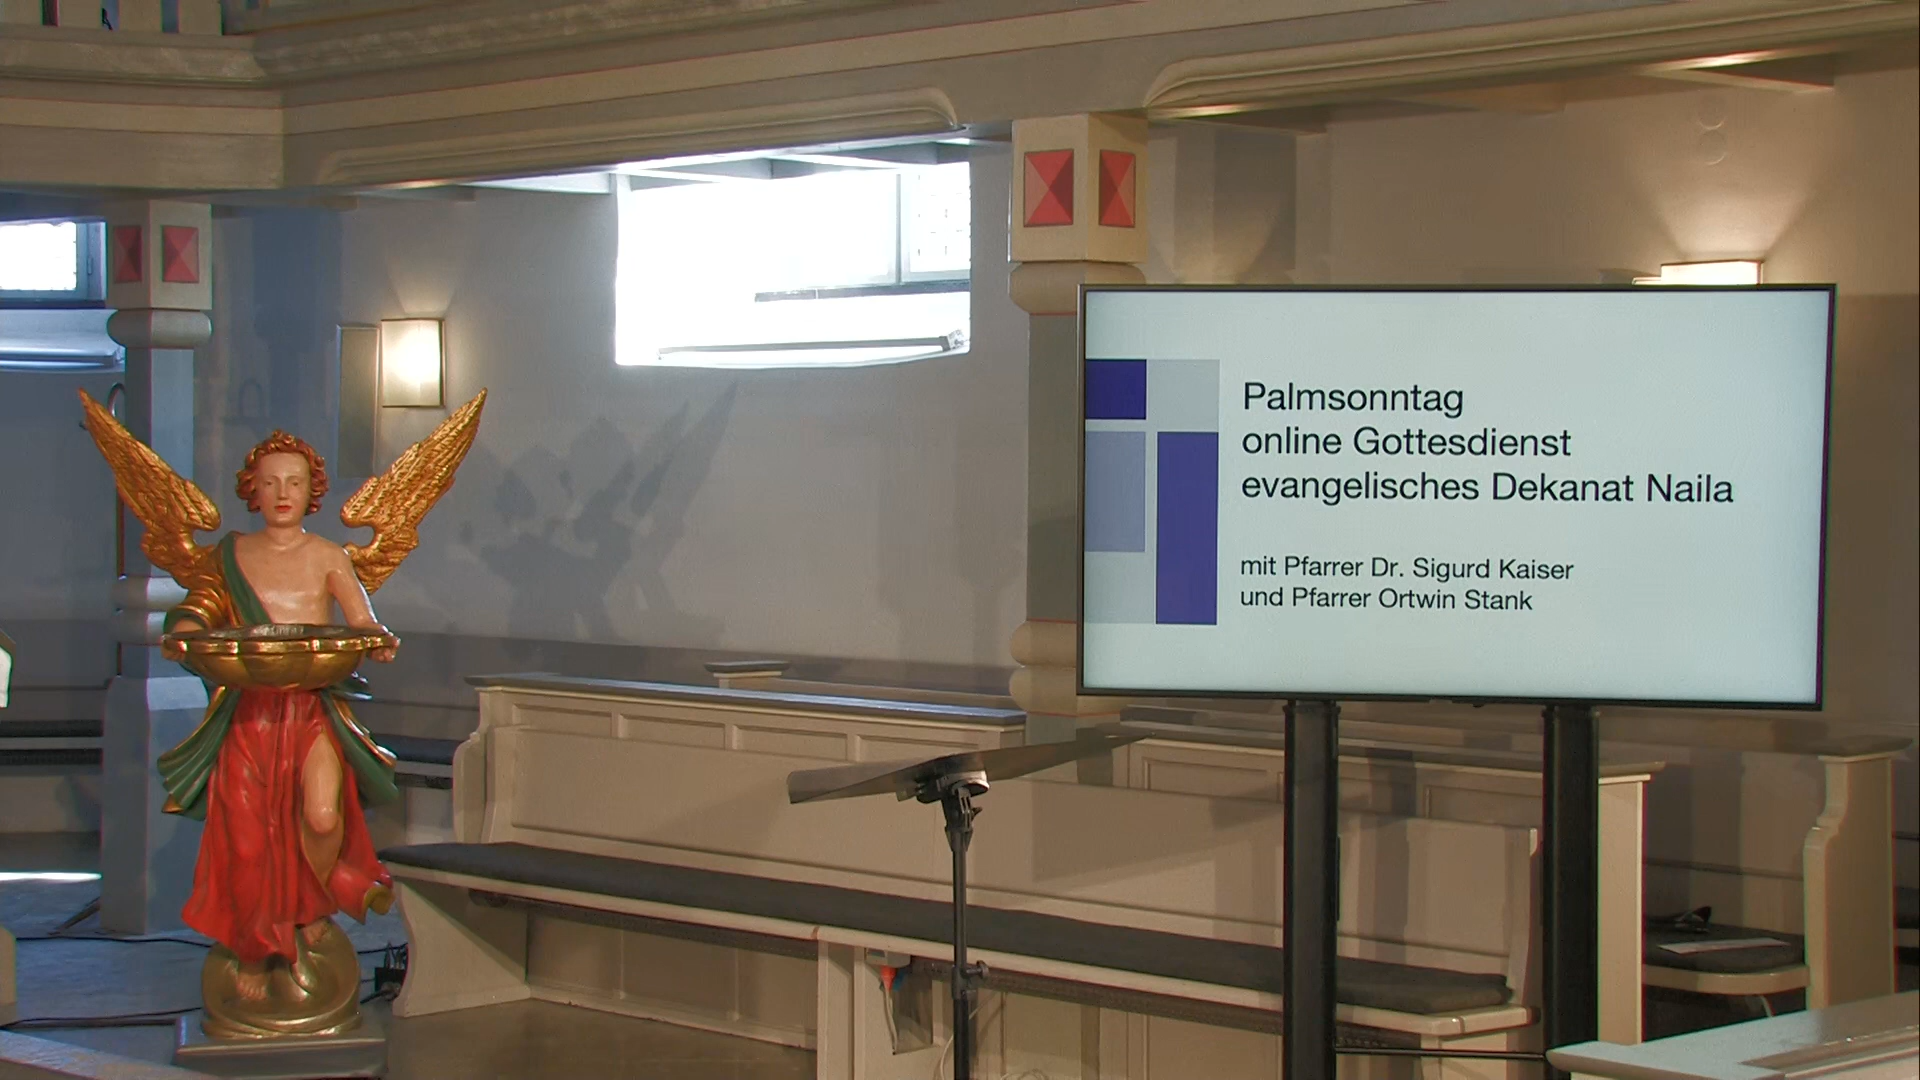 Palmsonntag
online Gottesdienst
evangelisches Dekanat Naila
mit Pfarrer Dr. Sigurd Kaiser
und Pfarrer Ortwin Stank